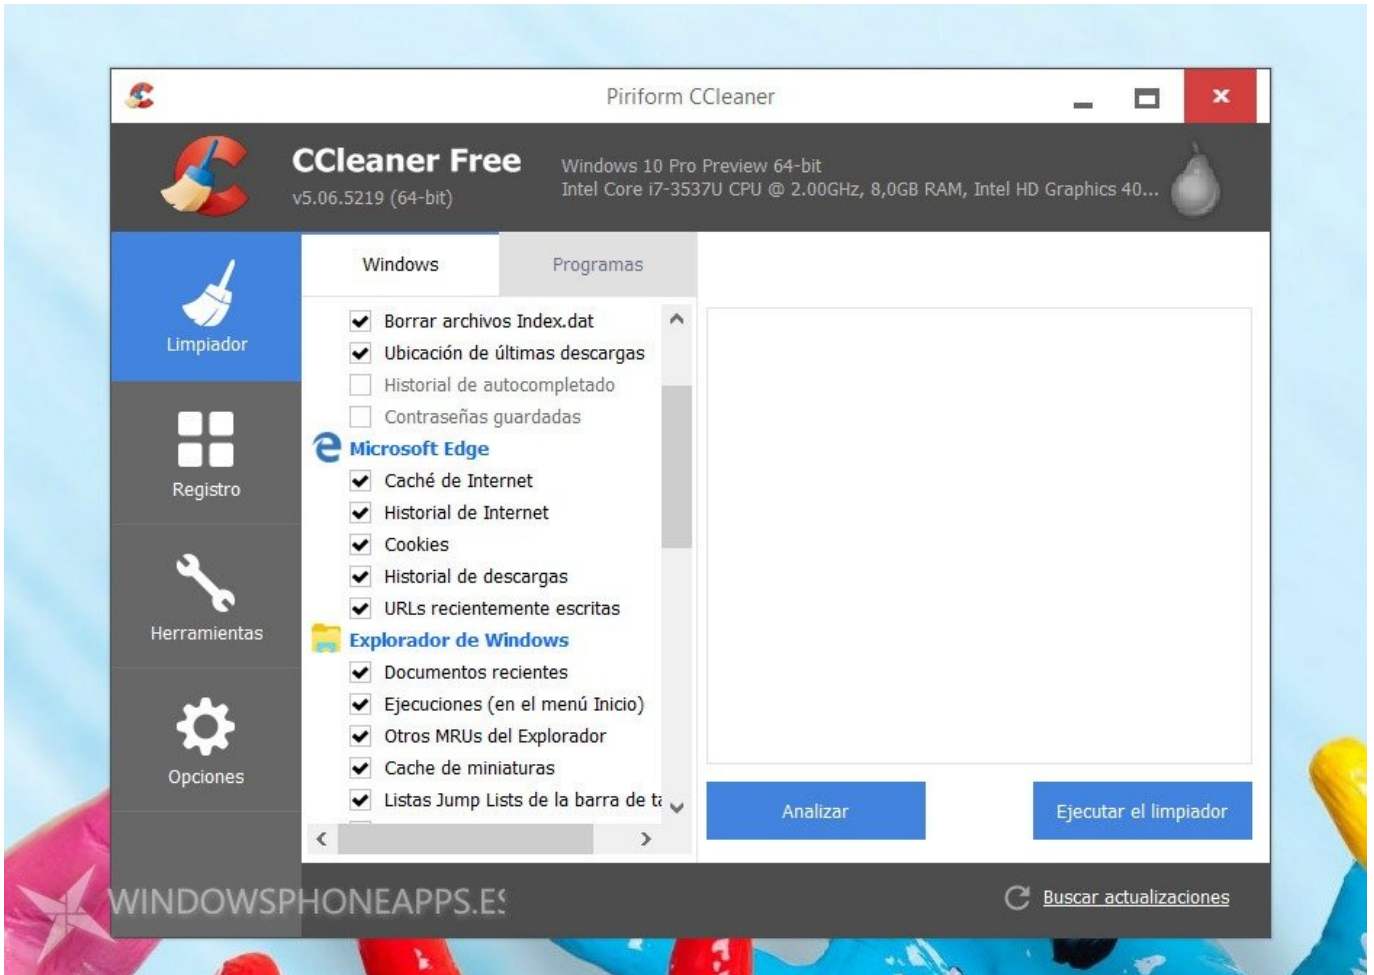 Piriform CCleaner
CCleaner Free
v5.06.5219 (64-bit)
Windows 10 Pro Preview 64-bit
Intel Core i7-3537U CPU @ 2.00GHz, 8,0GB RAM, Intel HD Graphics 40...
Limpiador
Registro
Herramientas
Opciones
Windows
Programas
Borrar archivos Index.dat
Ubicación de últimas descargas
Historial de autocompletado
Contraseñas guardadas
Microsoft Edge
Caché de Internet
Historial de Internet
Cookies
Historial de descargas
URLs recientemente escritas
Explorador de Windows
Documentos recientes
Ejecuciones (en el menú Inicio)
Otros MRUs del Explorador
Cache de miniaturas
Listas Jump Lists de la barra de ta
Analizar
Ejecutar el limpiador
WINDOWSPHONEAPPS.ES
Buscar actualizaciones